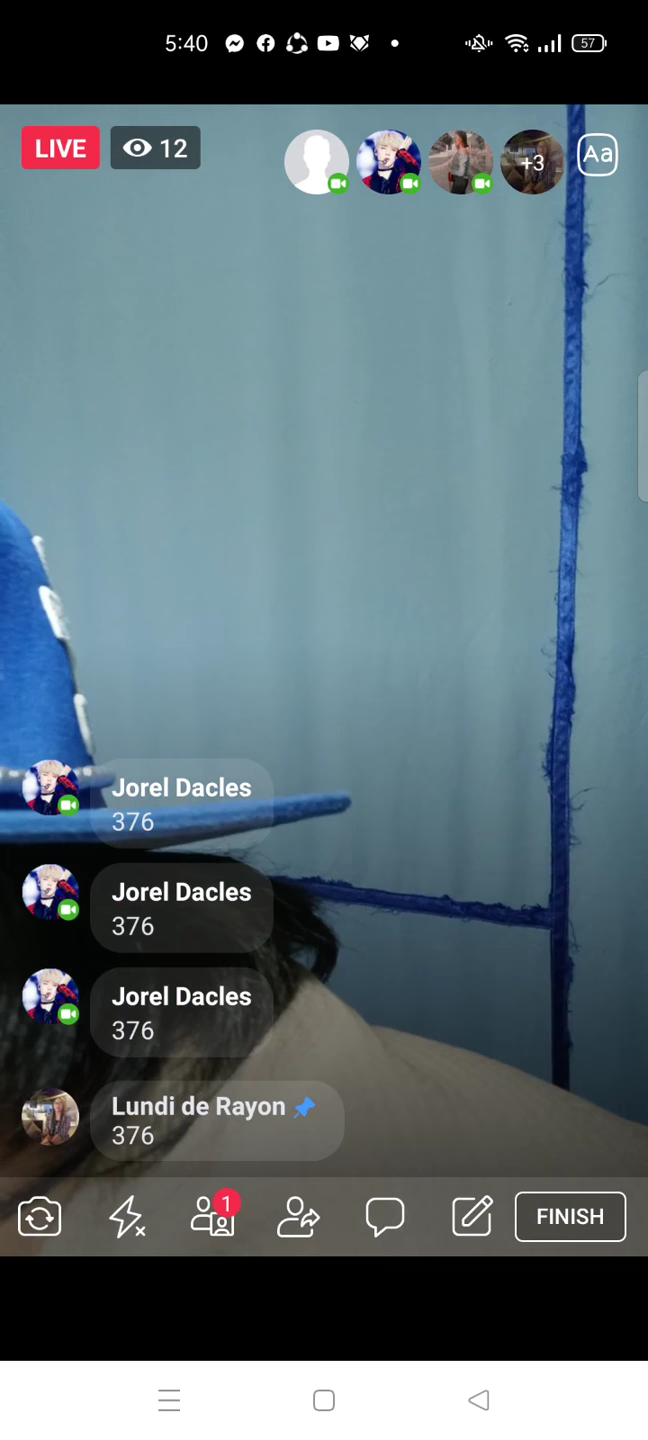 5:40
57
LIVE
12
+3
Aa
Jorel Dacles
376
Jorel Dacles
376
Jorel Dacles
376
Lundi de Rayon
376
1
FINISH